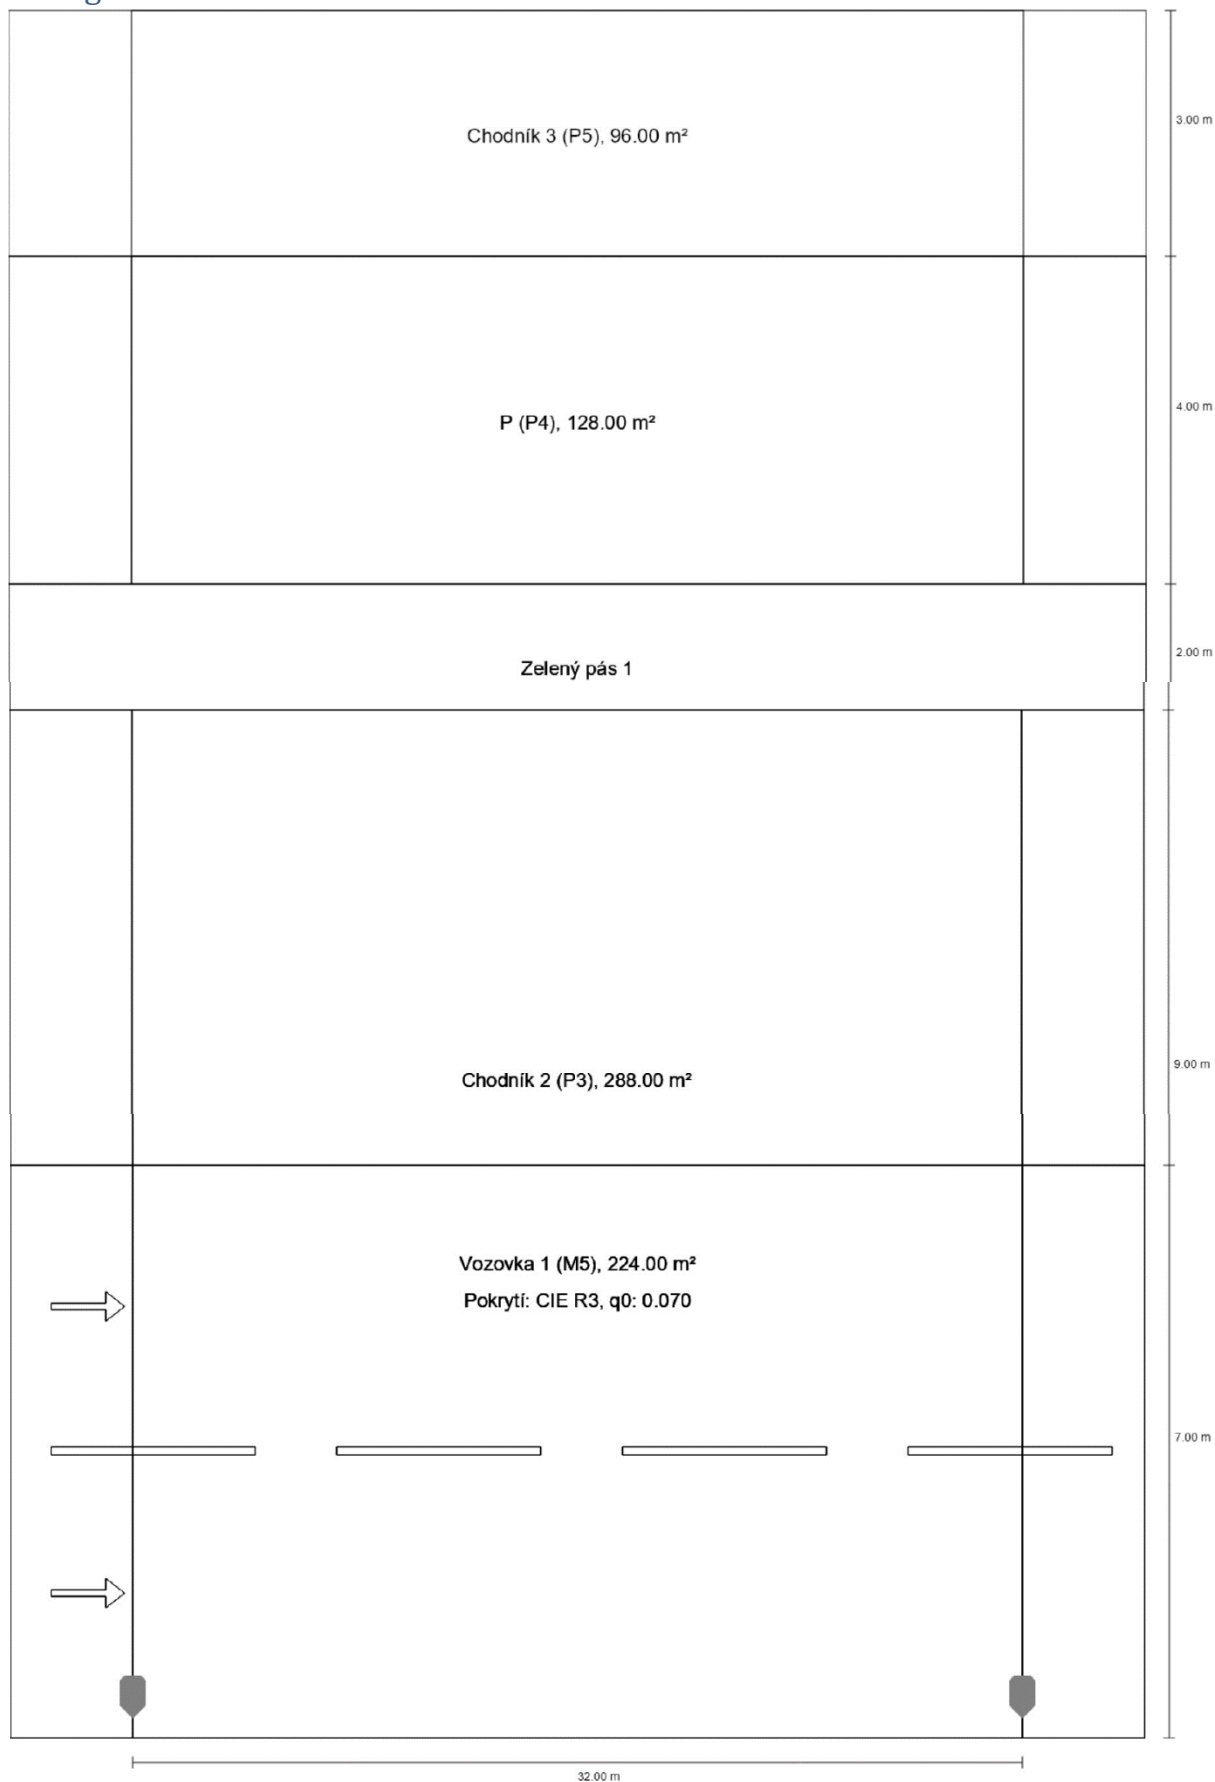 Chodník 3 (P5), 96.00 m²
3.00 m
P (P4), 128.00 m²
4.00 m
Zelený pás 1
2.00 m
Chodník 2 (P3), 288.00 m²
9.00 m
Vozovka 1 (M5), 224.00 m²
Pokrytí: CIE R3, q0: 0.070
7.00 m
32.00 m